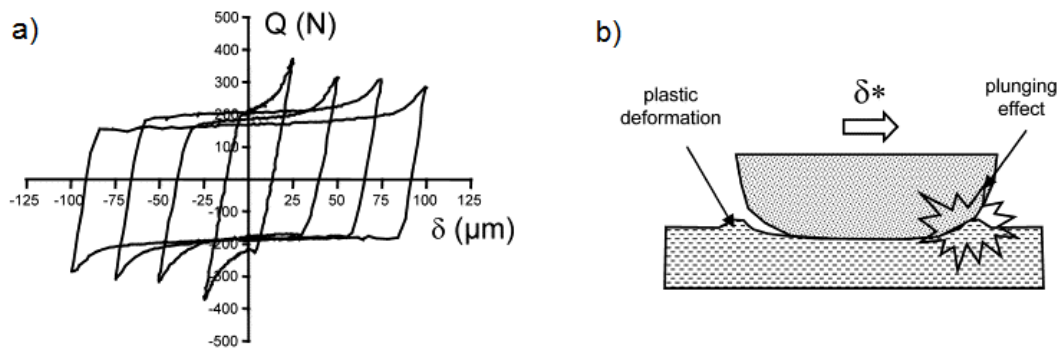 a)
Q (N)
500
400
300
200
100
-125 -100 -75 -50 -25 25 50 75 100 125
-100
δ (μm)
-200
-300
-400
-500
b)
plastic
deformation
δ*
plunging
effect